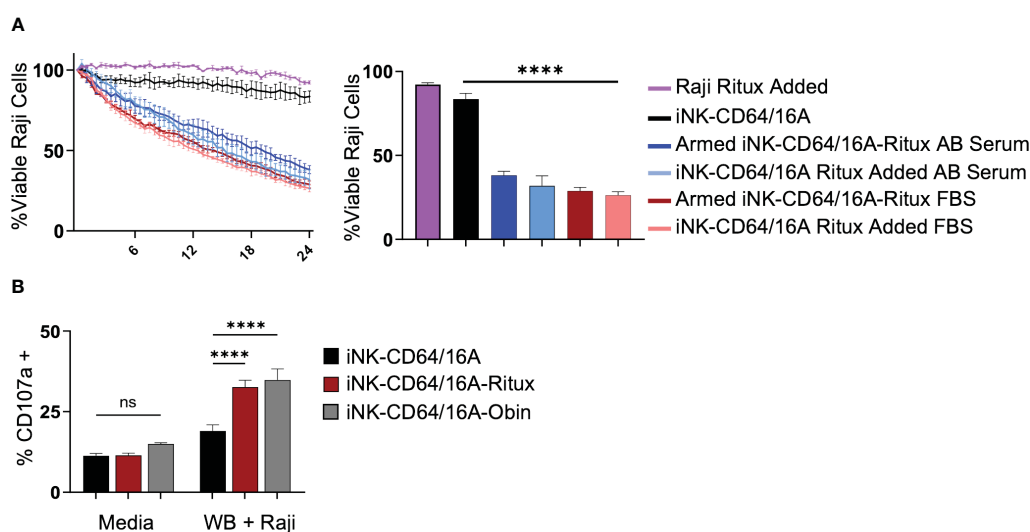 A
%Viable Raji Cells
100
50
0
6
12
18
24
%Viable Raji Cells
100
50
0
****
Raji Ritux Added
iNK-CD64/16A
Armed iNK-CD64/16A-Ritux AB Serum
iNK-CD64/16A Ritux Added AB Serum
Armed iNK-CD64/16A-Ritux FBS
iNK-CD64/16A Ritux Added FBS
B
% CD107a +
50
25
0
ns
****
****
Media
WB + Raji
iNK-CD64/16A
iNK-CD64/16A-Ritux
iNK-CD64/16A-Obin